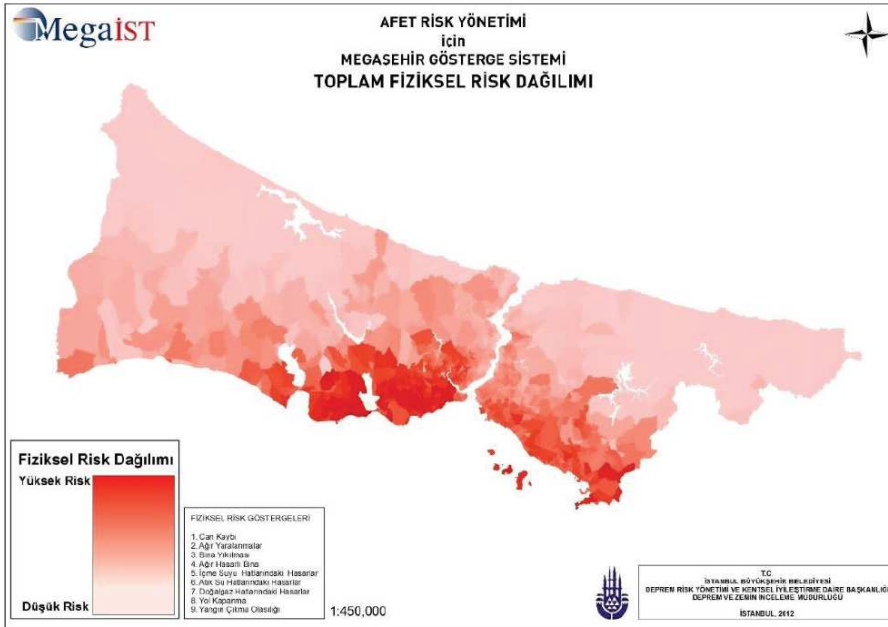 MegaİST
AFET RİSK YÖNETİMİ
için
MEGAŞEHİR GÖSTERGE SİSTEMİ
TOPLAM FİZİKSEL RİSK DAĞILIMI
Fiziksel Risk Dağılımı
Yüksek Risk
Düşük Risk
FİZİKSEL RİSK GÖSTERGELERİ
1. Can Kaybı
2. Ağır Yaralanmalar
3. Bina Yıkılması
4. Ağır Hasarlı Bina
5. İçme Suyu Hatlarındaki Hasarlar
6. Atık Su Hatlarındaki Hasarlar
7. Doğalgaz Hatlarındaki Hasarlar
8. Yol Kapanma
9. Yangın Çıkma Olasılığı
1:450,000
T.C
İSTANBUL BÜYÜKŞEHİR BELEDİYESİ
DEPREM RİSK YÖNETİMİ VE KENTSEL İYİLEŞTİRME DAİRE BAŞKANLIĞI
DEPREM VE ZEMİN İNCELEME MÜDÜRLÜĞÜ
İSTANBUL, 2012